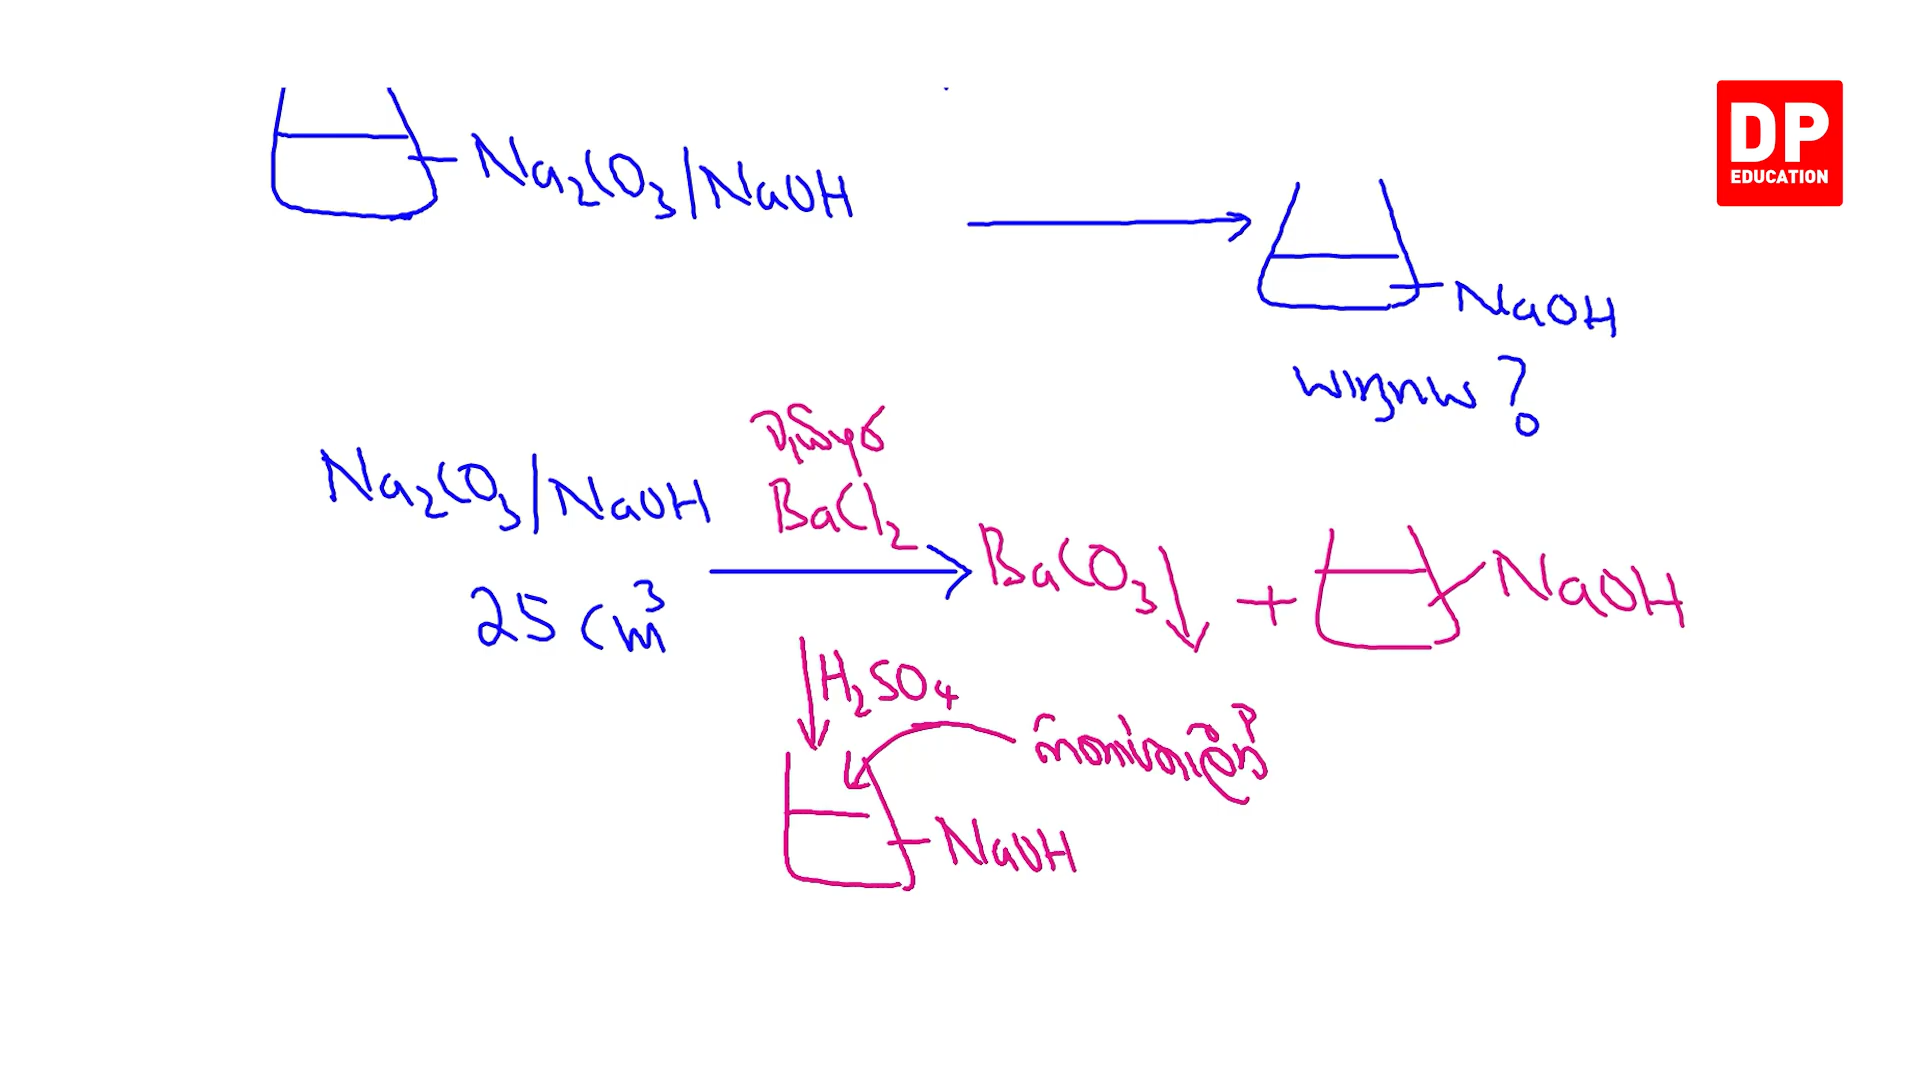 Na₂CO₃/NaOH
DP
EDUCATION
NaOH
?
Na₂CO₃/NaOH
25 cm³
BaCl₂
BaCO₃↓ + NaOH
H₂SO₄
NaOH